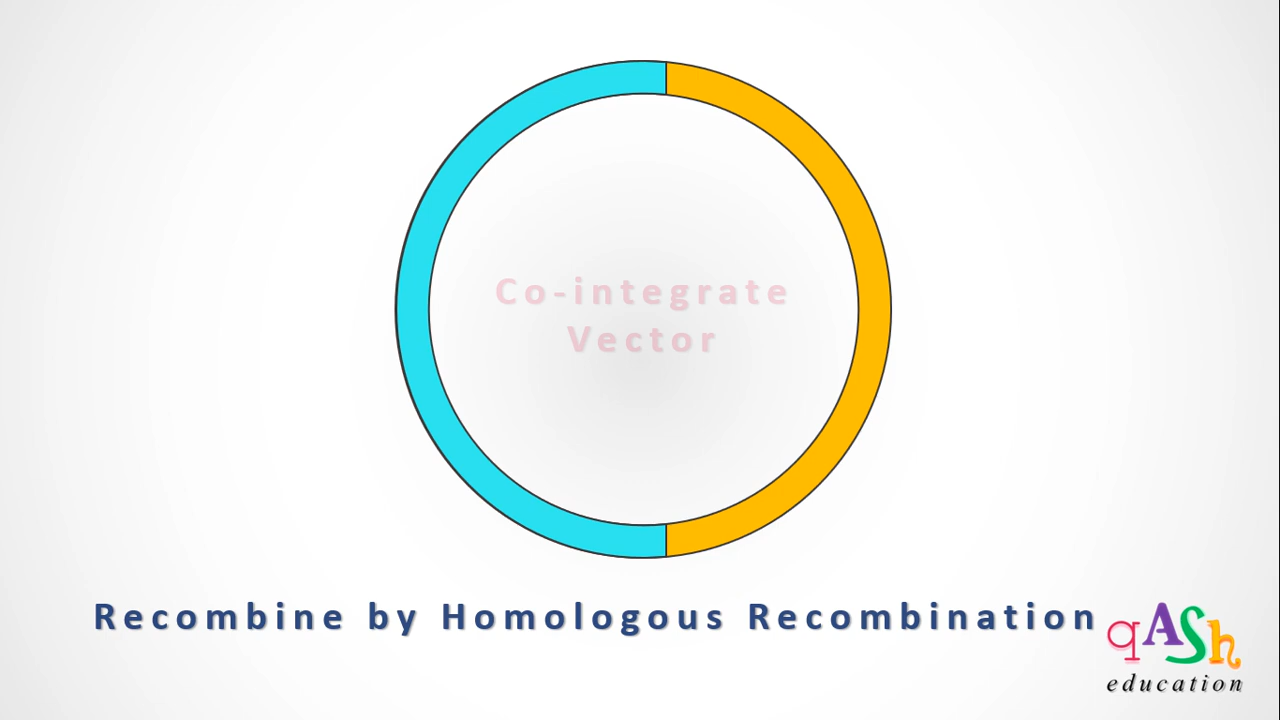 Co-integrate
Vector
Recombine by Homologous Recombination
qASh
education